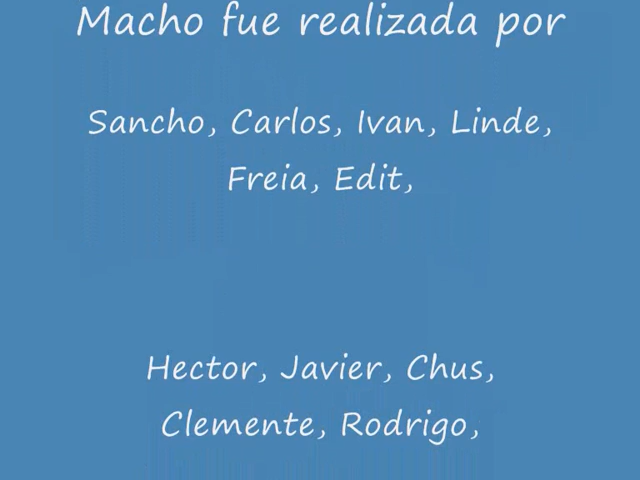 Macho fue realizada por
Sancho, Carlos, Ivan, Linde,
Freia, Edit,
Hector, Javier, Chus,
Clemente, Rodrigo,